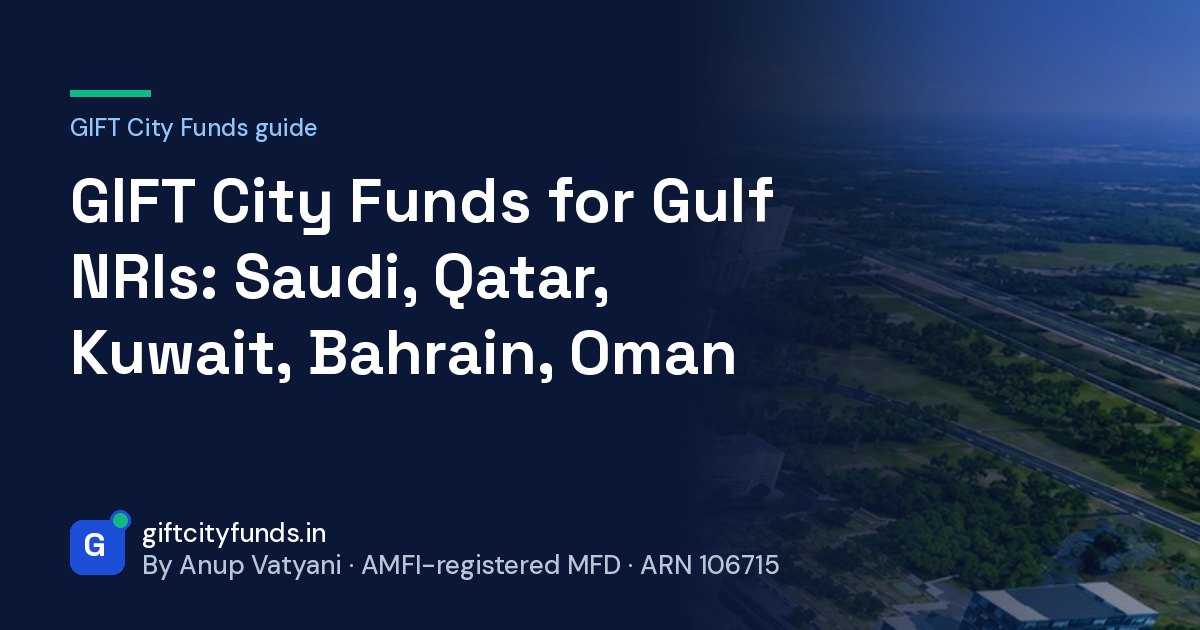 GIFT City Funds guide
GIFT City Funds for Gulf
NRIs: Saudi, Qatar,
Kuwait, Bahrain, Oman
G
giftcityfunds.in
By Anup Vatyani · AMFI-registered MFD · ARN 106715